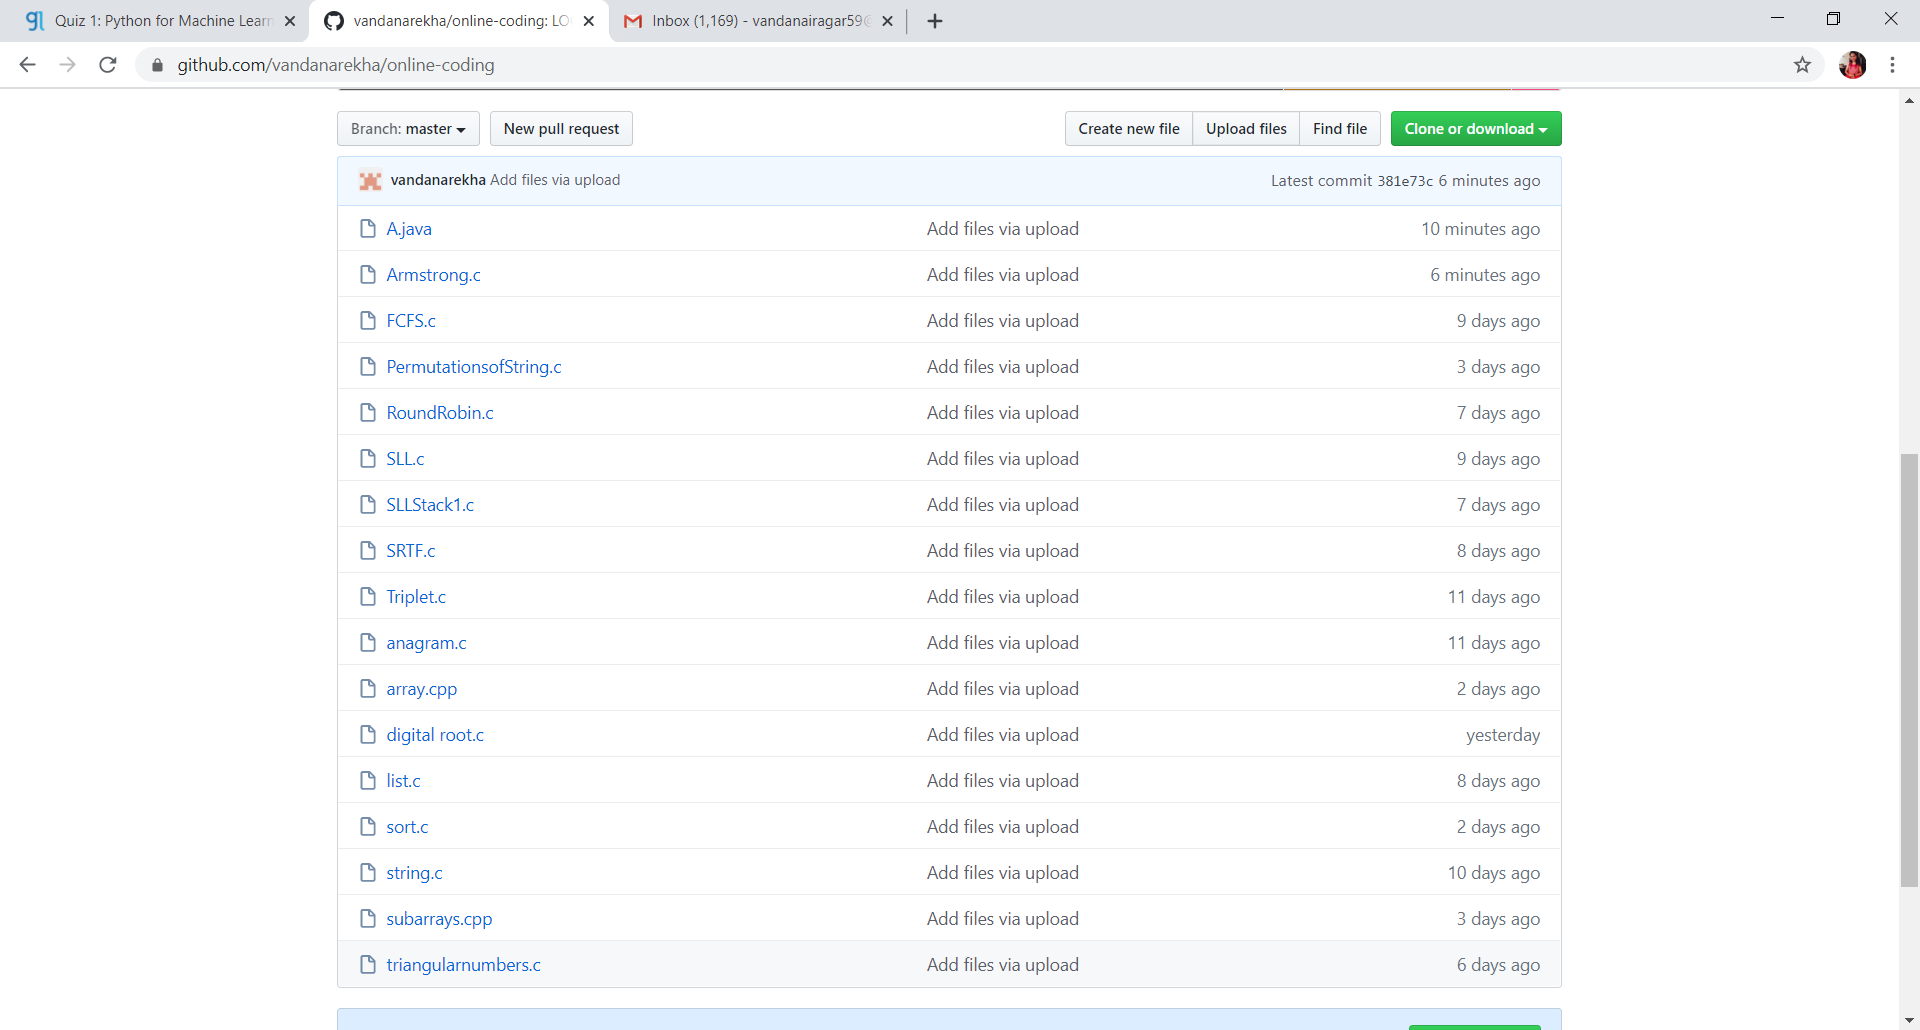 Quiz 1: Python for Machine Learn
vandanarekha/online-coding: LO
Inbox (1,169) - vandanairagar59@
github.com/vandanarekha/online-coding
Branch: master
New pull request
Create new file
Upload files
Find file
Clone or download
vandanarekha Add files via upload
Latest commit 381e73c 6 minutes ago
A.java Add files via upload 10 minutes ago
Armstrong.c Add files via upload 6 minutes ago
FCFS.c Add files via upload 9 days ago
PermutationsofString.c Add files via upload 3 days ago
RoundRobin.c Add files via upload 7 days ago
SLL.c Add files via upload 9 days ago
SLLStack1.c Add files via upload 7 days ago
SRTF.c Add files via upload 8 days ago
Triplet.c Add files via upload 11 days ago
anagram.c Add files via upload 11 days ago
array.cpp Add files via upload 2 days ago
digital root.c Add files via upload yesterday
list.c Add files via upload 8 days ago
sort.c Add files via upload 2 days ago
string.c Add files via upload 10 days ago
subarrays.cpp Add files via upload 3 days ago
triangularnumbers.c Add files via upload 6 days ago